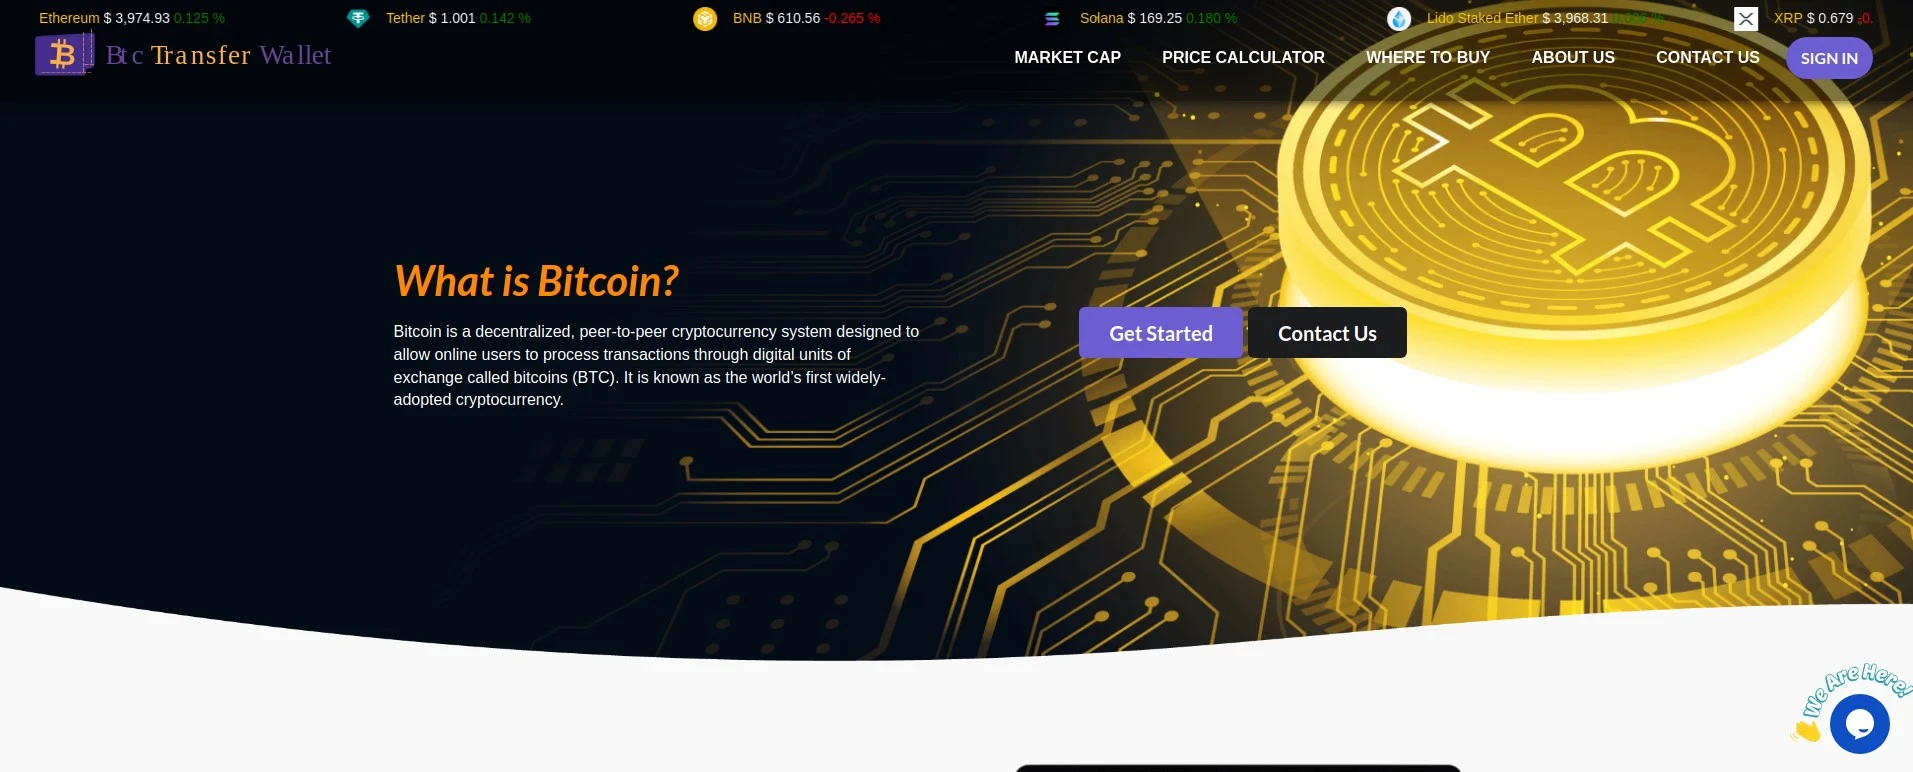 Ethereum $ 3,974.93 0.125 %
Tether $ 1.001 0.142 %
BNB $ 610.56 -0.265 %
Solana $ 169.25 0.180 %
Lido Staked Ether $ 3,968.31
XRP $ 0.679
Btc Transfer Wallet
MARKET CAP
PRICE CALCULATOR
WHERE TO BUY
ABOUT US
CONTACT US
SIGN IN
What is Bitcoin?
Bitcoin is a decentralized, peer-to-peer cryptocurrency system designed to
allow online users to process transactions through digital units of
exchange called bitcoins (BTC). It is known as the world’s first widely-
adopted cryptocurrency.
Get Started
Contact Us
We Are Here!